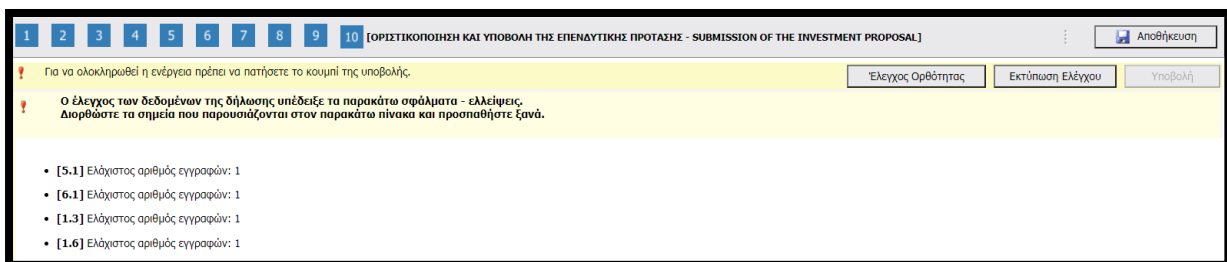 1 2 3 4 5 6 7 8 9 10 [ΟΡΙΣΤΙΚΟΠΟΙΗΣΗ ΚΑΙ ΥΠΟΒΟΛΗ ΤΗΣ ΕΠΕΝΔΥΤΙΚΗΣ ΠΡΟΤΑΣΗΣ - SUBMISSION OF THE INVESTMENT PROPOSAL] Αποθήκευση
Για να ολοκληρωθεί η ενέργεια πρέπει να πατήσετε το κουμπί της υποβολής. Έλεγχος Ορθότητας Εκτύπωση Ελέγχου Υποβολή
Ο έλεγχος των δεδομένων της δήλωσης υπέδειξε τα παρακάτω σφάλματα - ελλείψεις.
Διορθώστε τα σημεία που παρουσιάζονται στον παρακάτω πίνακα και προσπαθήστε ξανά.
• [5.1] Ελάχιστος αριθμός εγγραφών: 1
• [6.1] Ελάχιστος αριθμός εγγραφών: 1
• [1.3] Ελάχιστος αριθμός εγγραφών: 1
• [1.6] Ελάχιστος αριθμός εγγραφών: 1